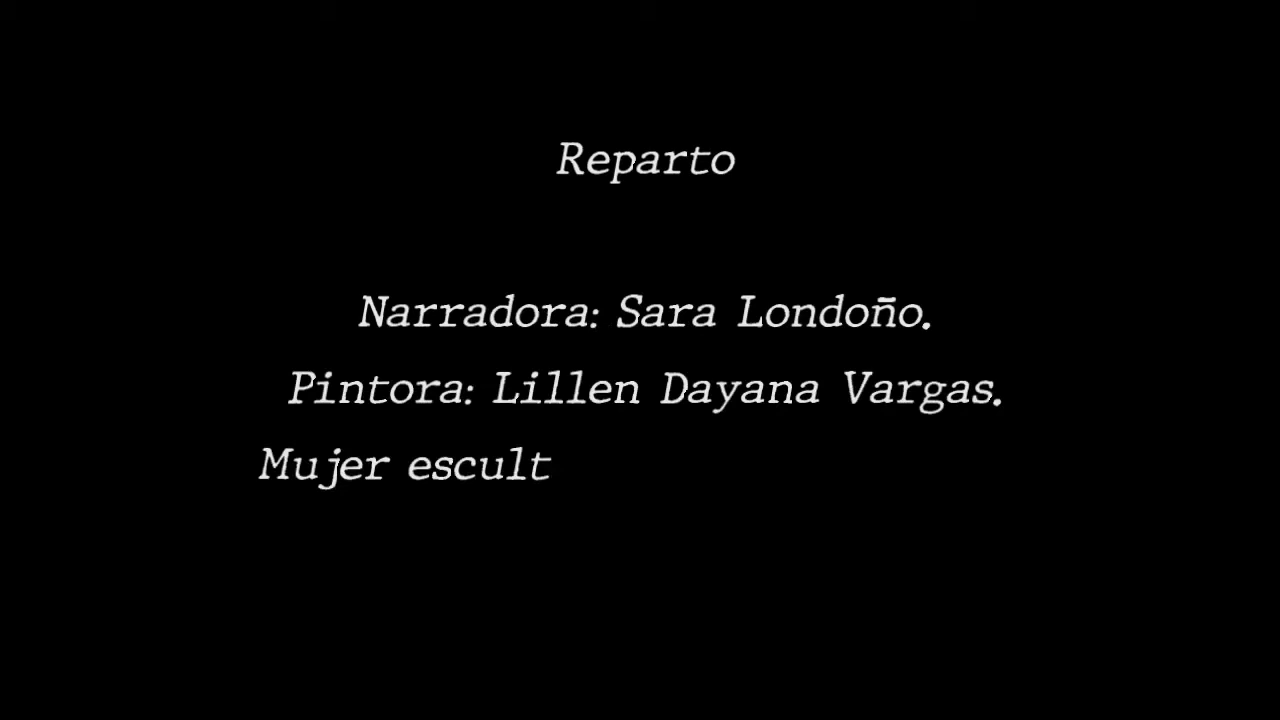 Reparto
Narradora: Sara Londoño.
Pintora: Lillen Dayana Vargas.
Mujer escult